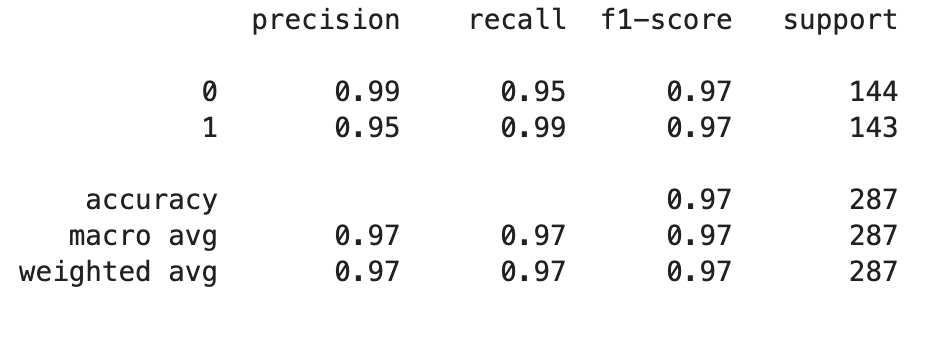 precision recall f1-score support
0 0.99 0.95 0.97 144
1 0.95 0.99 0.97 143
accuracy 0.97 287
macro avg 0.97 0.97 0.97 287
weighted avg 0.97 0.97 0.97 287